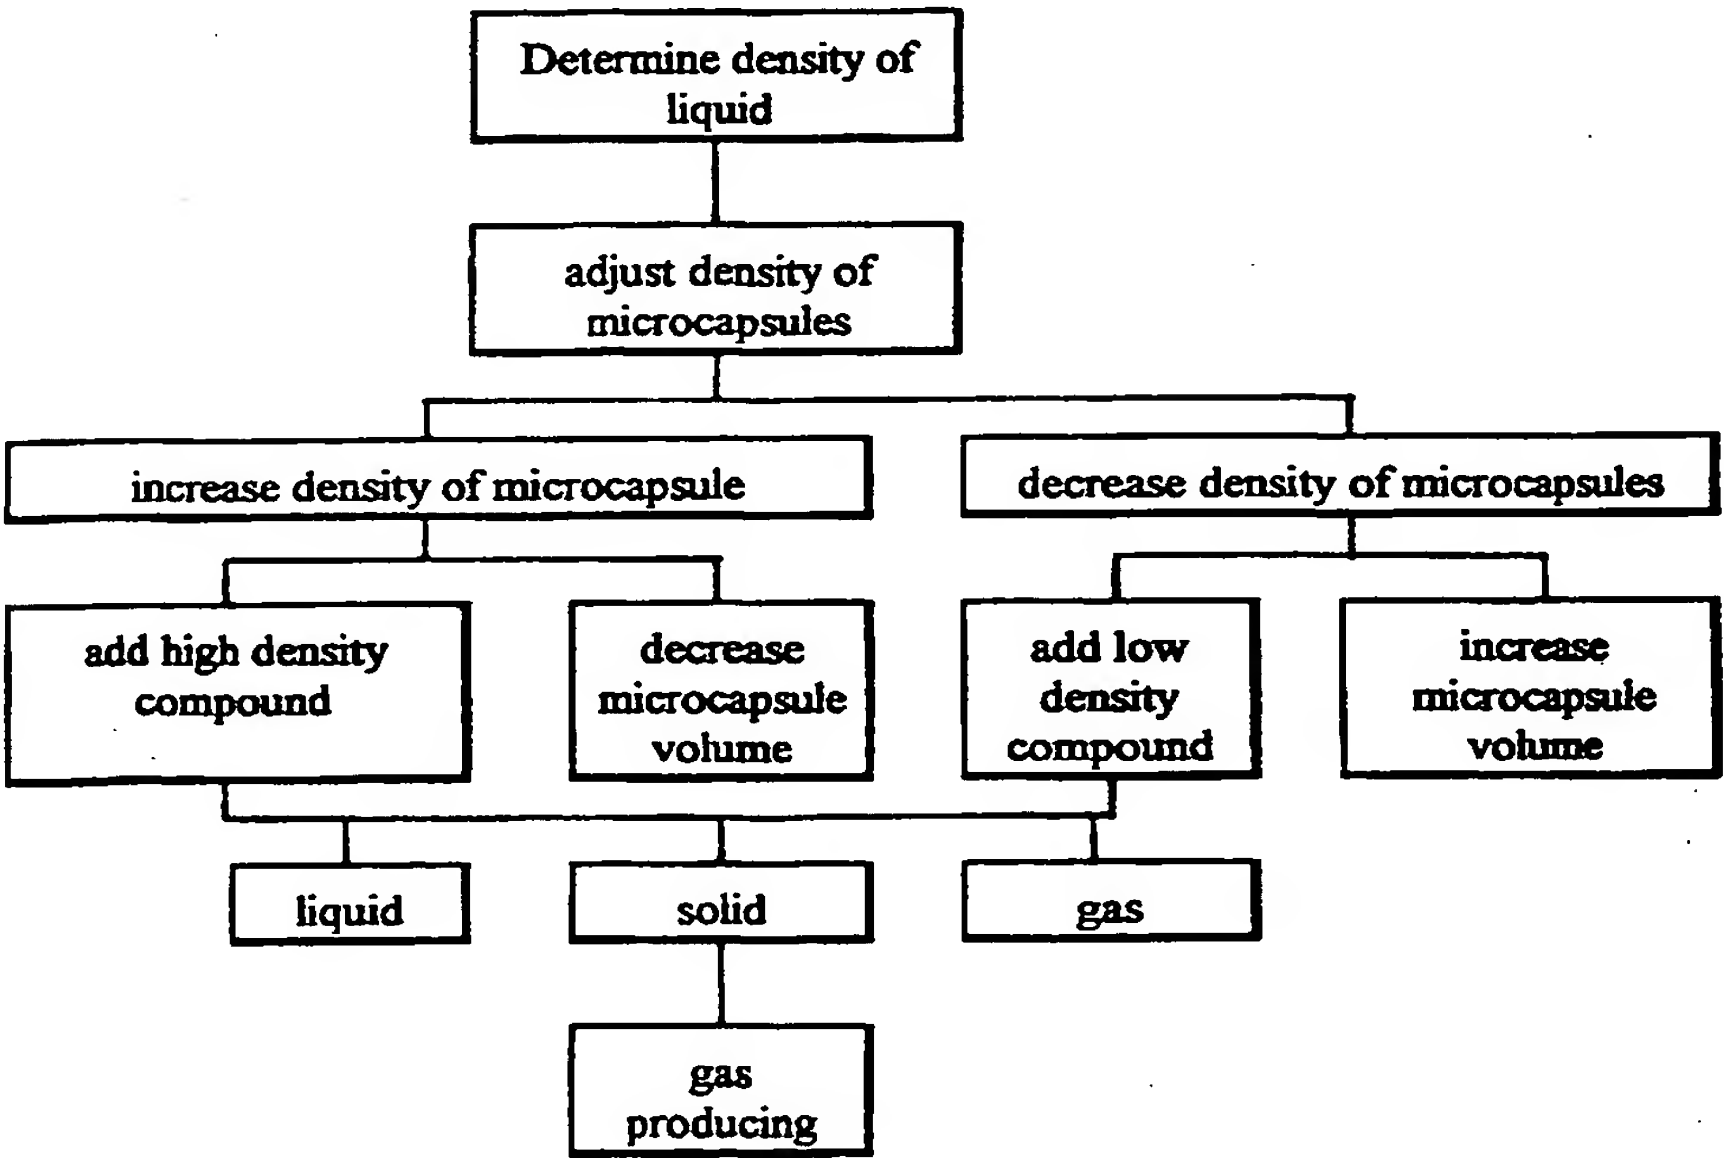 Determine density of
liquid
adjust density of
microcapsules
increase density of microcapsule
decrease density of microcapsules
add high density
compound
decrease
microcapsule
volume
add low
density
compound
increase
microcapsule
volume
liquid
solid
gas
gas
producing